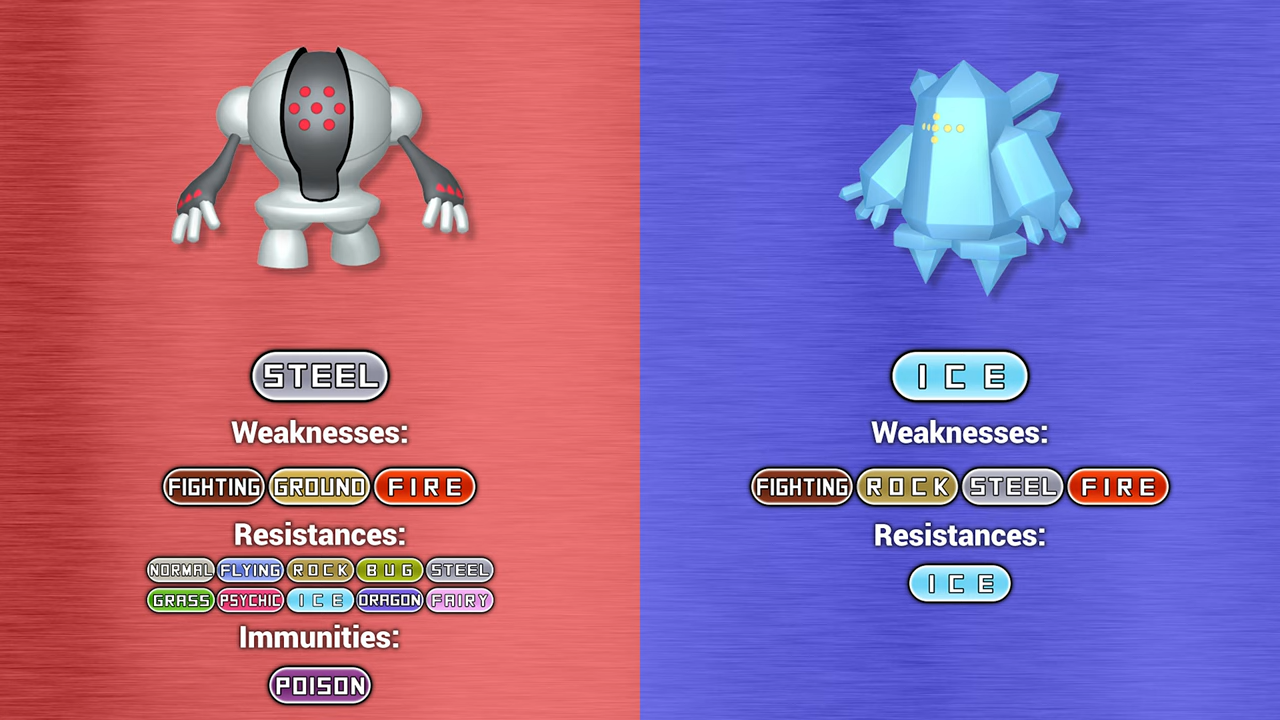 STEEL
Weaknesses:
FIGHTING GROUND FIRE
Resistances:
NORMAL FLYING ROCK BUG STEEL
GRASS PSYCHIC ICE DRAGON FAIRY
Immunities:
POISON
ICE
Weaknesses:
FIGHTING ROCK STEEL FIRE
Resistances:
ICE